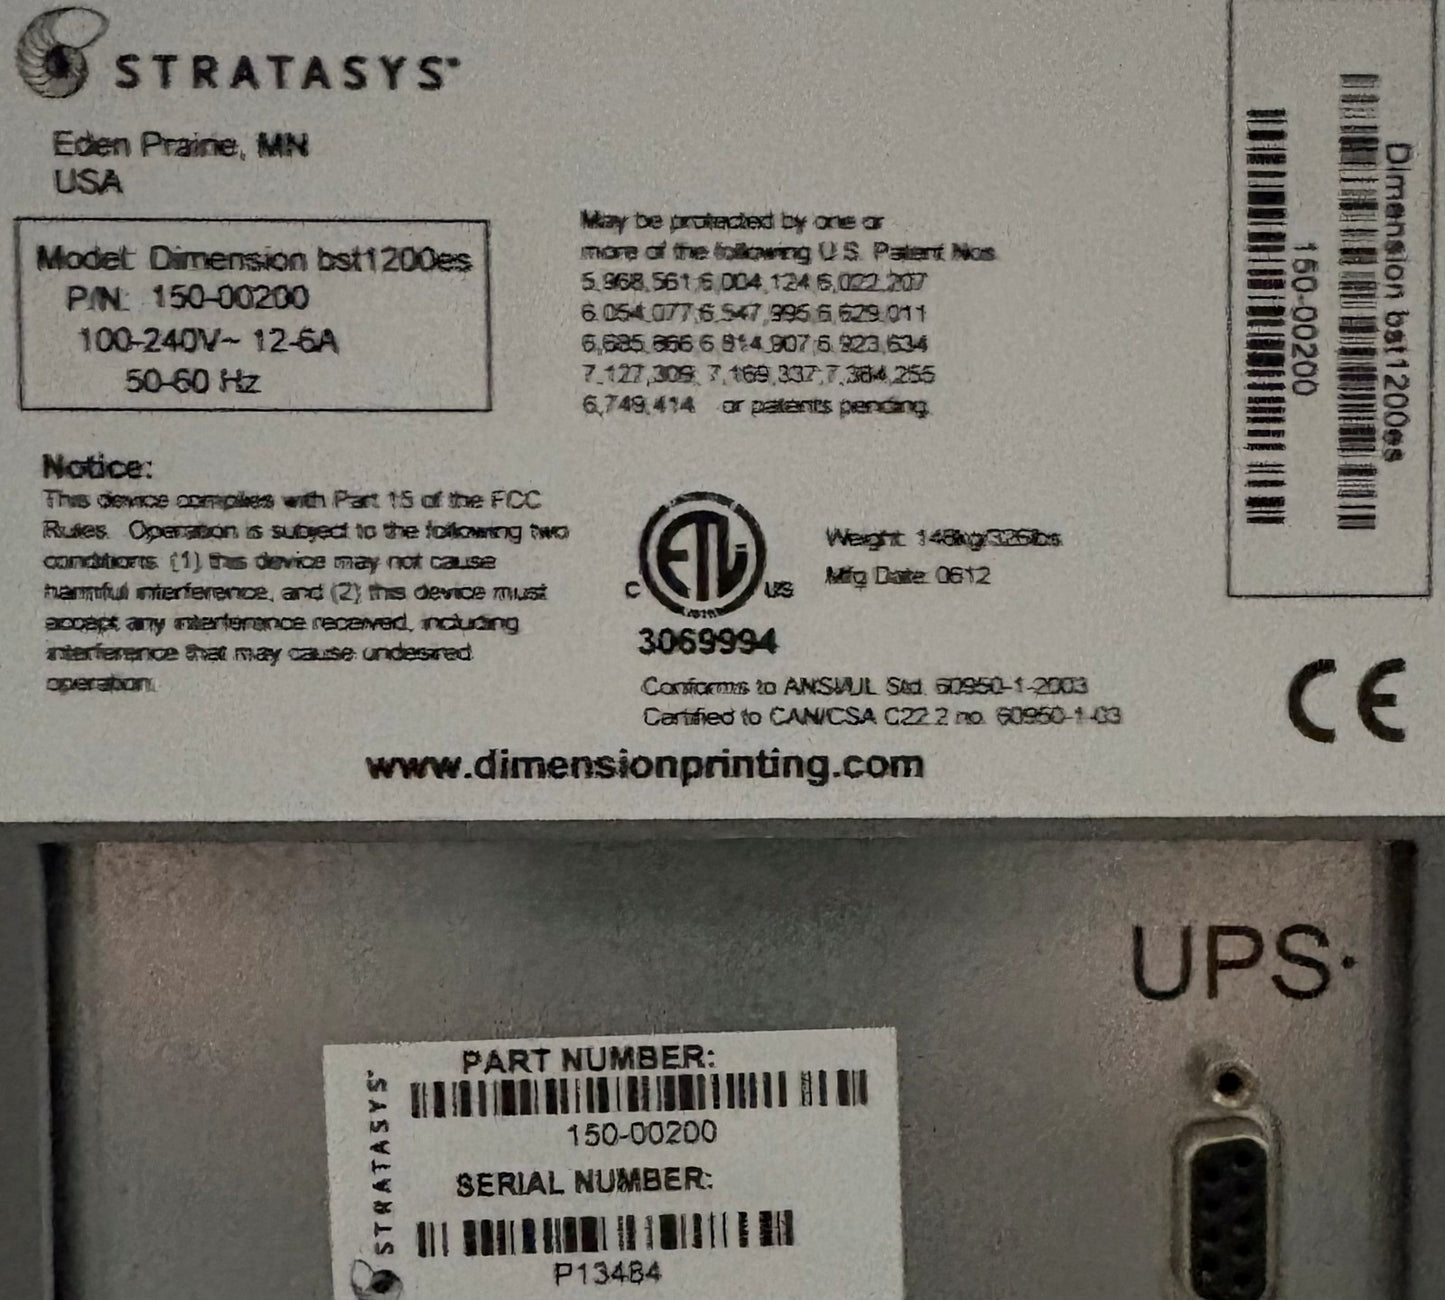 STRATASYS
Eden Prairie, MN
USA
Model: Dimension bst1200es
P/N: 150-00200
100-240V~ 12-6A
50-60 Hz
May be protected by one or
more of the following U.S. Patent Nos.
5,968,561; 6,004,124; 6,022,207
6,054,077; 6,547,995; 6,629,011
6,685,866 6,814,907; 6,923,634
7,127,309; 7,169,337; 7,384,255
6,749,414 or patents pending.
Notice:
This device complies with Part 15 of the FCC
Rules. Operation is subject to the following two
conditions: (1) this device may not cause
harmful interference, and (2) this device must
accept any interference received, including
interference that may cause undesired
operation.
ETL
C US
3069994
Weight: 148kg/326lbs
Mfg Date: 0612
Conforms to ANSI/UL Std. 60950-1-2003
Certified to CAN/CSA C22.2 no. 60950-1-03
CE
www.dimensionprinting.com
150-00200
Dimension bst1200es
UPS
STRATASYS
PART NUMBER:
150-00200
SERIAL NUMBER:
P13484